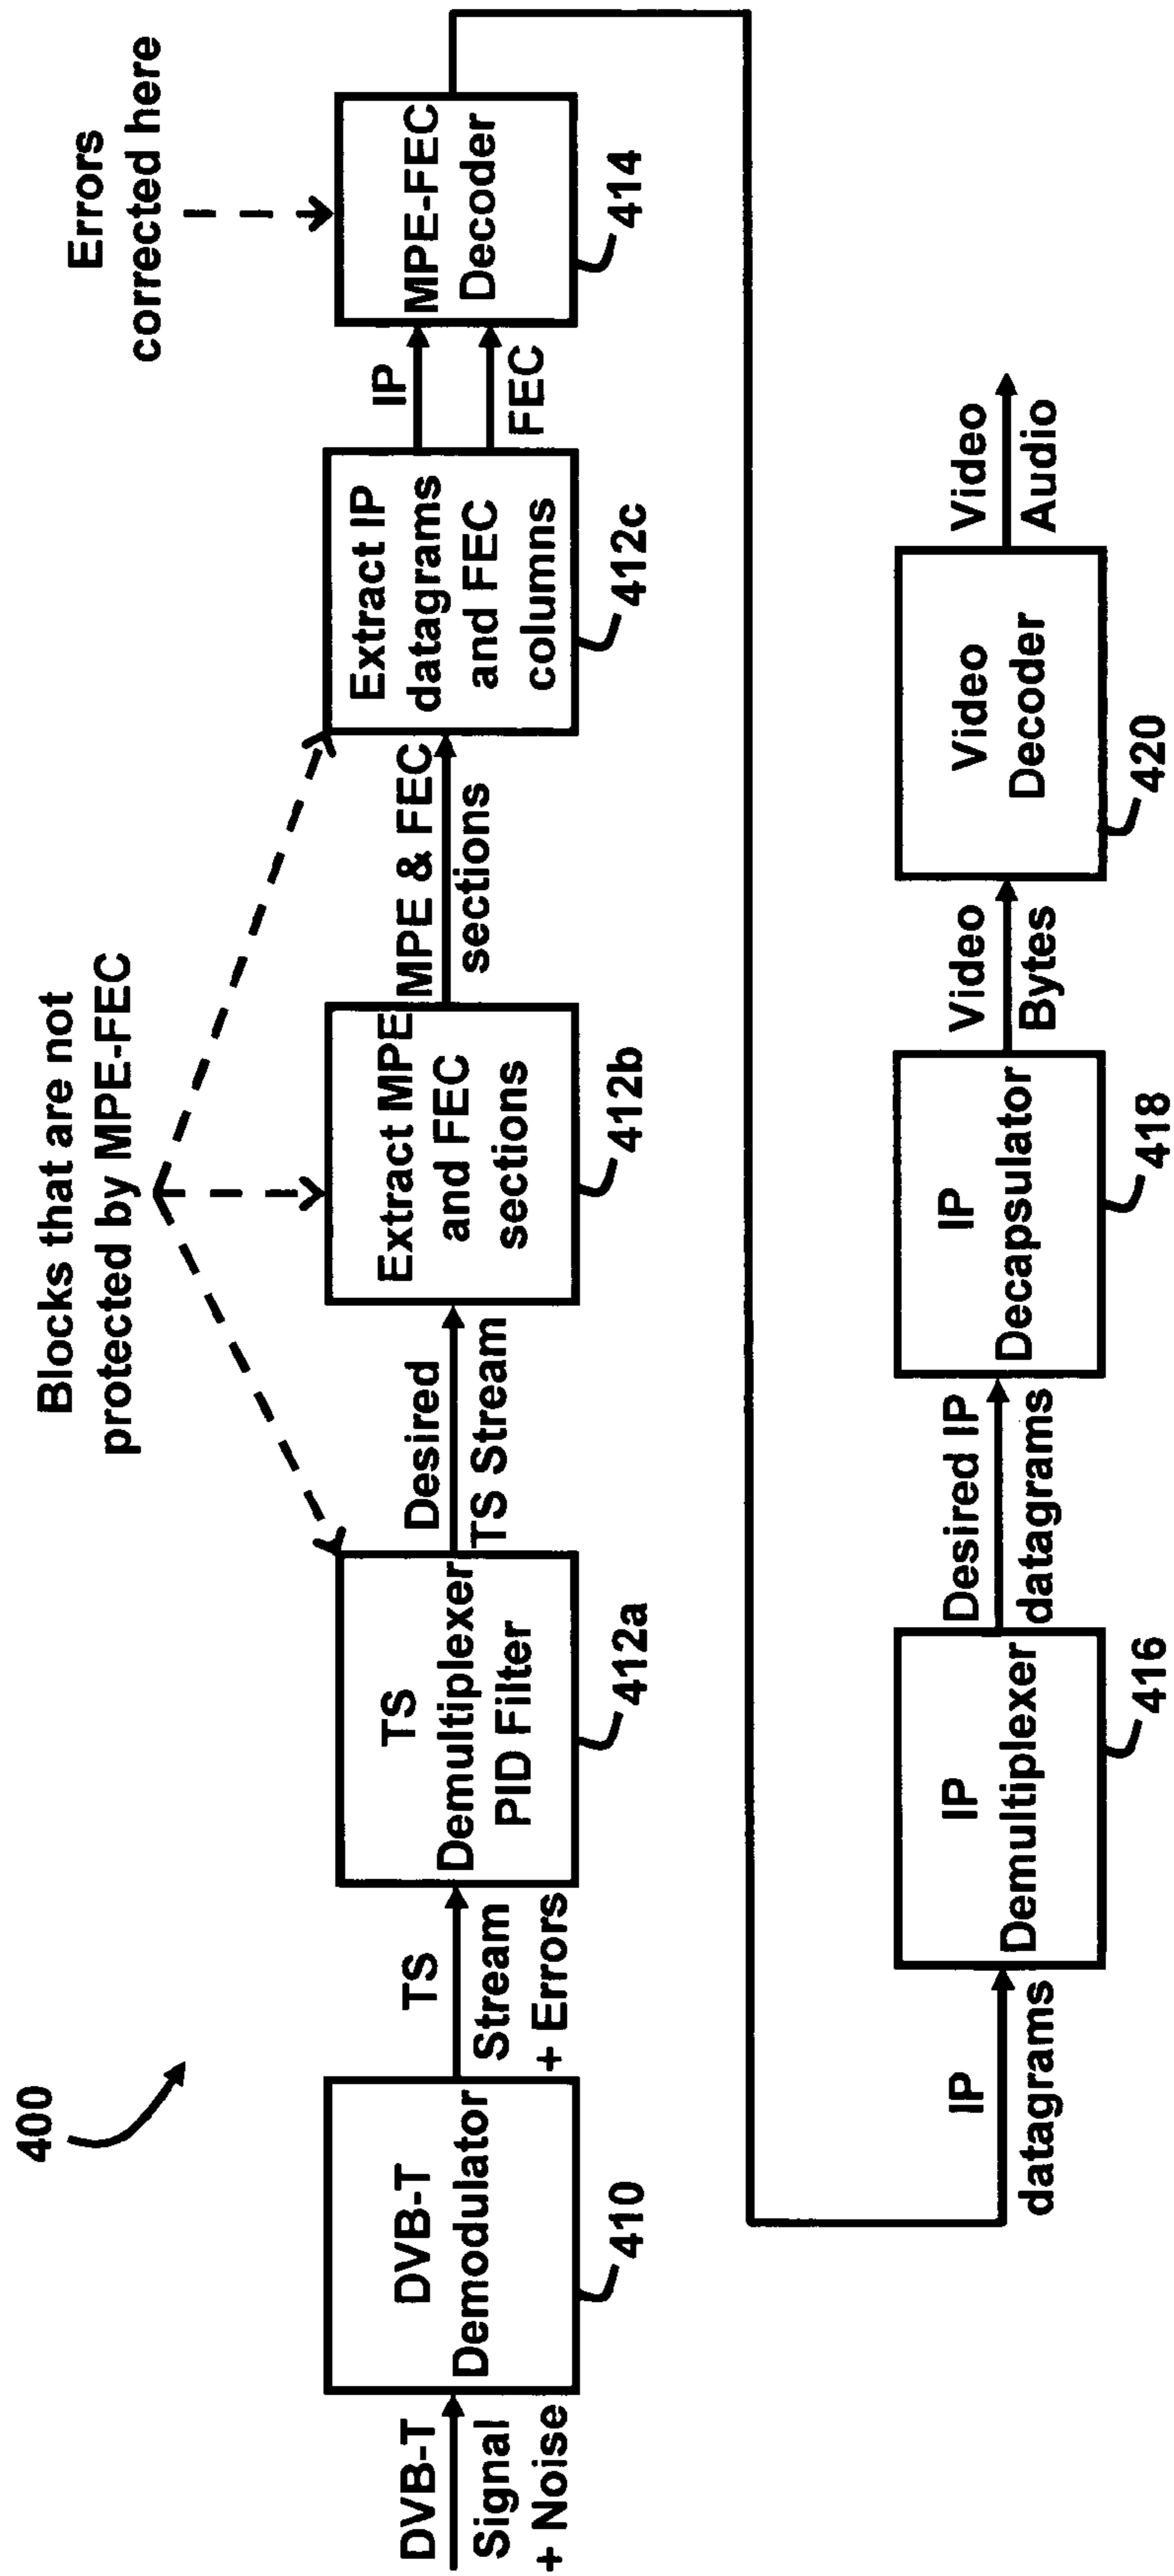 400
Blocks that are not
protected by MPE-FEC
Errors
corrected here
DVB-T
Signal
+ Noise
DVB-T
Demodulator
410
TS
Stream
+ Errors
TS
Demultiplexer
PID Filter
412a
Desired
TS Stream
Extract MPE
and FEC
sections
412b
MPE & FEC
sections
Extract IP
datagrams
and FEC
columns
412c
IP
FEC
MPE-FEC
Decoder
414
IP
datagrams
IP
Demultiplexer
416
Desired IP
datagrams
IP
Decapsulator
418
Video
Bytes
Video
Decoder
420
Video
Audio